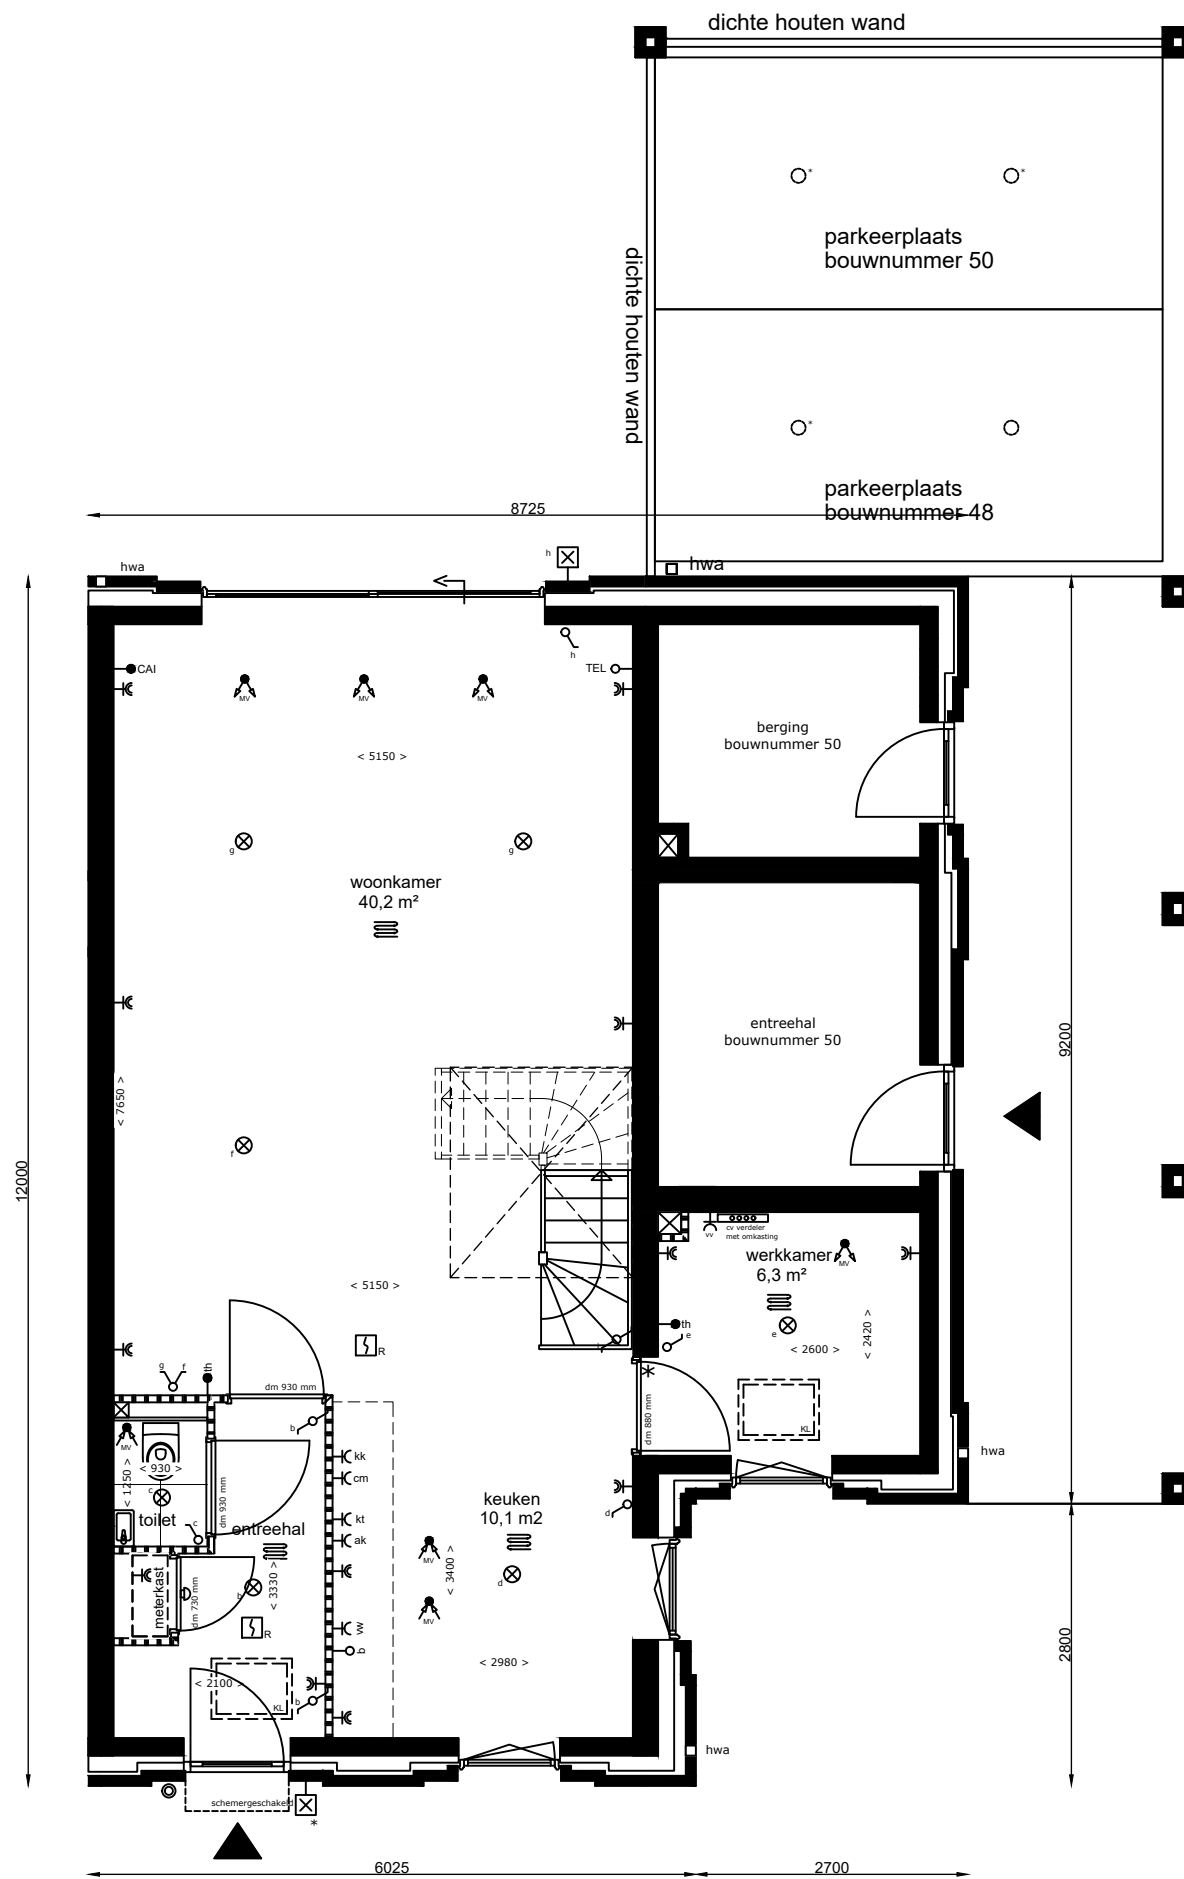 dichte houten wand
*
*
parkeerplaats
bouwnummer 50
dichte houten wand
*
parkeerplaats
bouwnummer 48
8725
hwa
h
hwa
h
CAI
TEL
MV
MV
MV
berging
bouwnummer 50
< 5150 >
g
g
woonkamer
40,2 m²
entreehal
bouwnummer 50
9200
< 7650 >
12000
f
vv
cv verdeler
met omkasting
werkkamer
6,3 m²
MV
< 5150 >
th
e
e
< 2600 >
< 2420 >
R
g
f
th
dm 930 mm
*
dm 880 mm
KL
b
MV
kk
cm
hwa
< 930 >
< 1250 >
c
dm 930 mm
keuken
10,1 m2
d
toilet
c
entreehal
kt
ak
MV
< 3400 >
d
meterkast
dm 730 mm
b
< 3330 >
MV
R
vw
b
2800
< 2980 >
< 2100 >
KL
b
hwa
schemergeschakeld
*
6025
2700